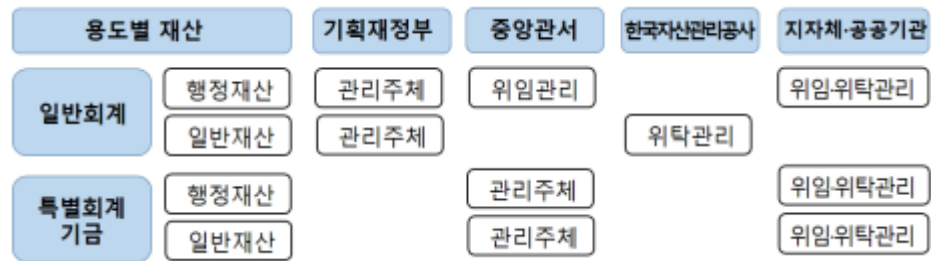 용도별 재산 기획재정부 중앙관서 한국자산관리공사 지자체·공공기관
일반회계 행정재산 관리주체 위임관리 위임·위탁관리
일반재산 관리주체 위탁관리
특별회계 기금 행정재산 관리주체 위임·위탁관리
일반재산 관리주체 위임·위탁관리